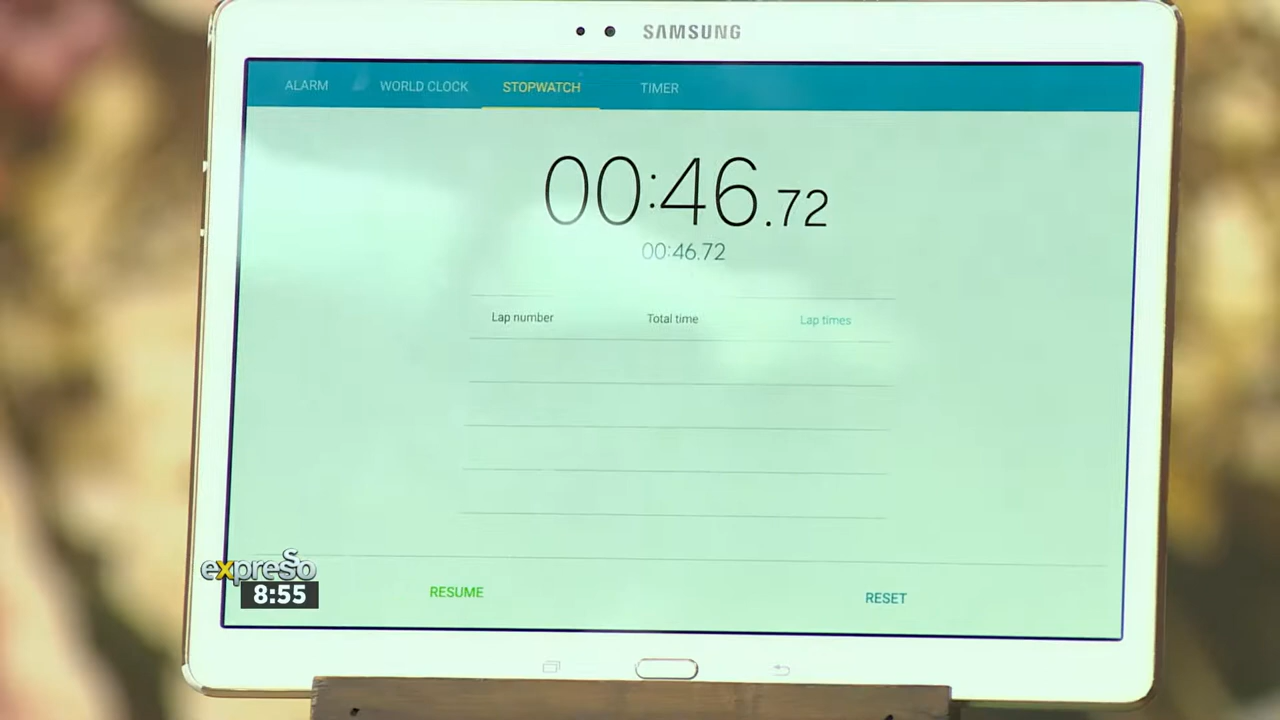 SAMSUNG
ALARM WORLD CLOCK STOPWATCH TIMER
00:46.72
00:46.72
Lap number Total time Lap times
expresso
8:55
RESUME RESET